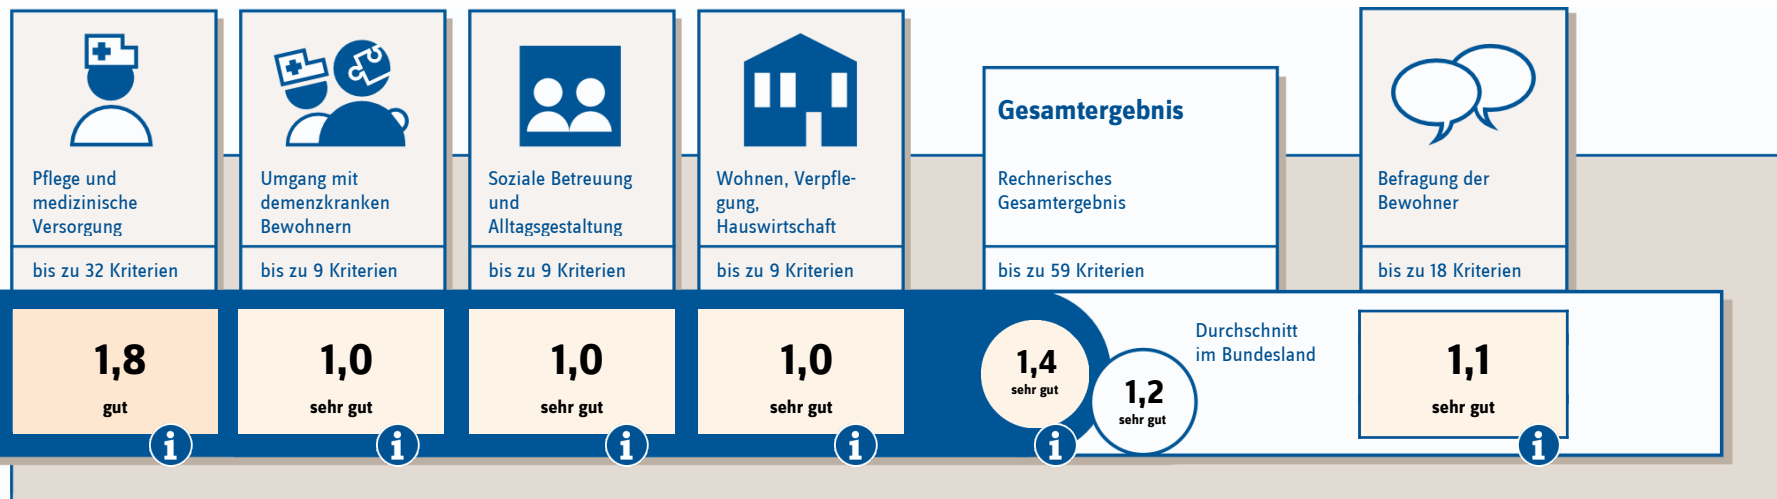 Pflege und
medizinische
Versorgung
bis zu 32 Kriterien
1,8
gut
i
Umgang mit
demenzkranken
Bewohnern
bis zu 9 Kriterien
1,0
sehr gut
i
Soziale Betreuung
und
Alltagsgestaltung
bis zu 9 Kriterien
1,0
sehr gut
i
Wohnen, Verpfle-
gung,
Hauswirtschaft
bis zu 9 Kriterien
1,0
sehr gut
i
Gesamtergebnis
Rechnerisches
Gesamtergebnis
bis zu 59 Kriterien
1,4
sehr gut
i
1,2
sehr gut
Durchschnitt
im Bundesland
Befragung der
Bewohner
bis zu 18 Kriterien
1,1
sehr gut
i